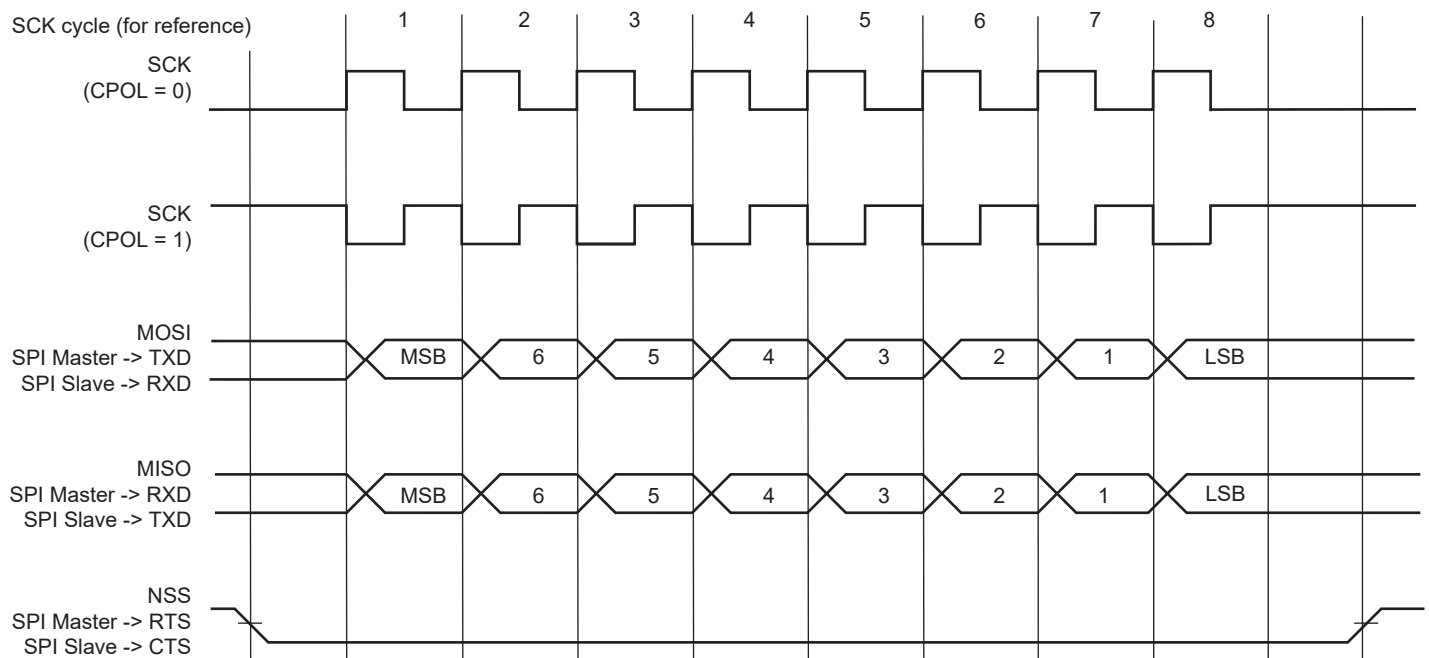 SCK cycle (for reference)
1 2 3 4 5 6 7 8
SCK
(CPOL = 0)
SCK
(CPOL = 1)
MOSI
SPI Master -> TXD
SPI Slave -> RXD
MSB 6 5 4 3 2 1 LSB
MISO
SPI Master -> RXD
SPI Slave -> TXD
MSB 6 5 4 3 2 1 LSB
NSS
SPI Master -> RTS
SPI Slave -> CTS